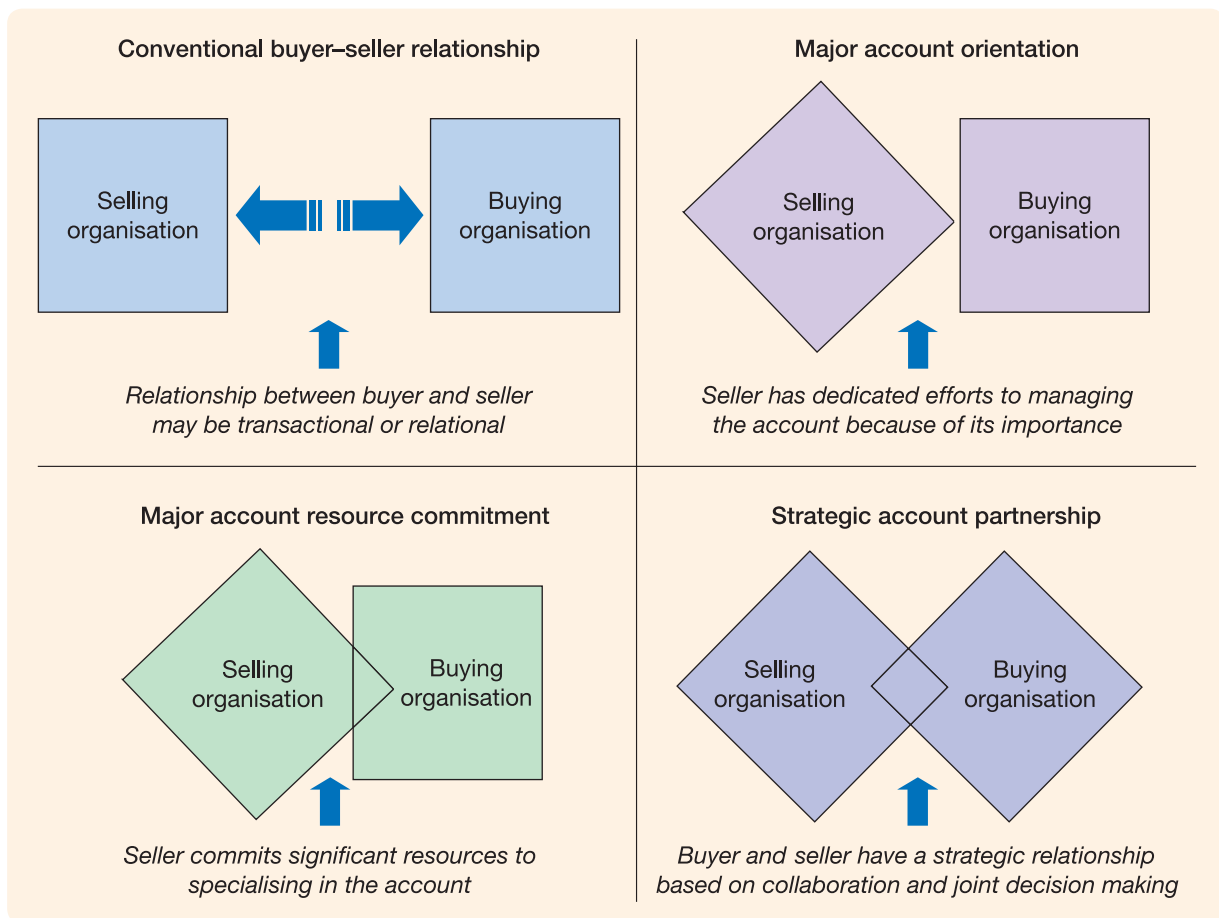 Conventional buyer–seller relationship
Selling
organisation
Buying
organisation
Relationship between buyer and seller
may be transactional or relational
Major account orientation
Selling
organisation
Buying
organisation
Seller has dedicated efforts to managing
the account because of its importance
Major account resource commitment
Selling
organisation
Buying
organisation
Seller commits significant resources to
specialising in the account
Strategic account partnership
Selling
organisation
Buying
organisation
Buyer and seller have a strategic relationship
based on collaboration and joint decision making